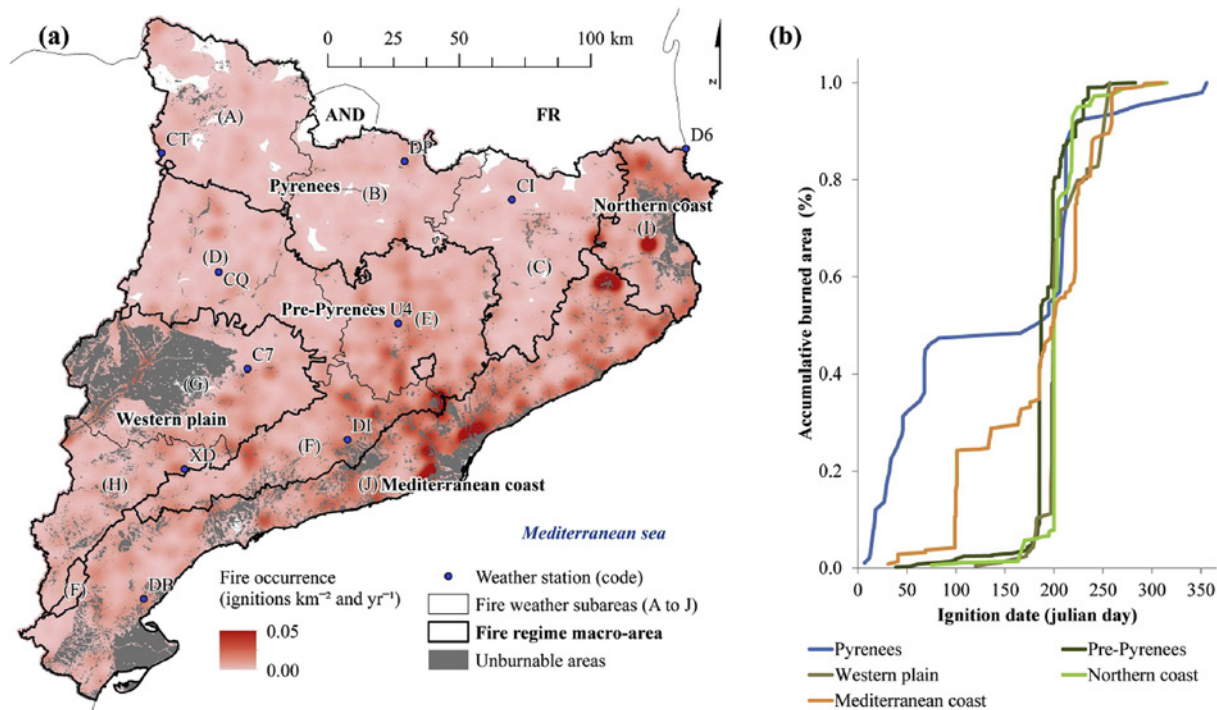 (a)
0 25 50 100 km
N
AND
FR
D6
(A)
CT
DP
Pyrenees
(B)
CI
Northern coast
(I)
(D)
CQ
(C)
Pre-Pyrenees U4
(E)
C7
(G)
Western plain
DI
(F)
XD
(H)
(J) Mediterranean coast
(F)
DB
Mediterranean sea
Fire occurrence
(ignitions km⁻² and yr⁻¹)
0.05
0.00
Weather station (code)
Fire weather subareas (A to J)
Fire regime macro-area
Unburnable areas
(b)
Accumulative burned area (%)
1.0
0.8
0.6
0.4
0.2
0.0
0 50 100 150 200 250 300 350
Ignition date (julian day)
Pyrenees
Pre-Pyrenees
Western plain
Northern coast
Mediterranean coast